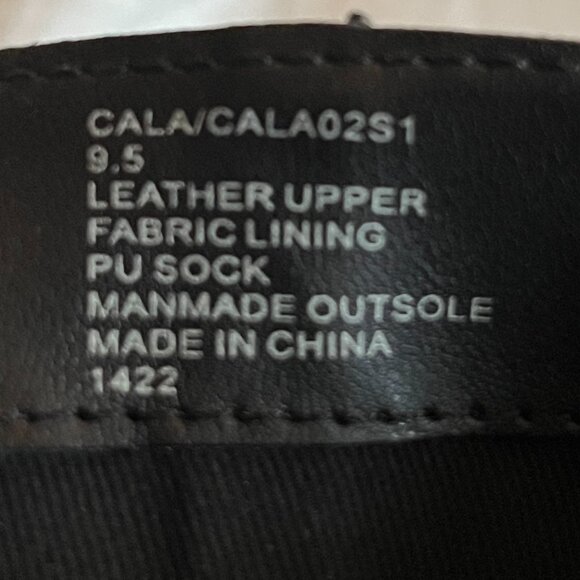 CALA/CALA02S1
9.5
LEATHER UPPER
FABRIC LINING
PU SOCK
MANMADE OUTSOLE
MADE IN CHINA
1422